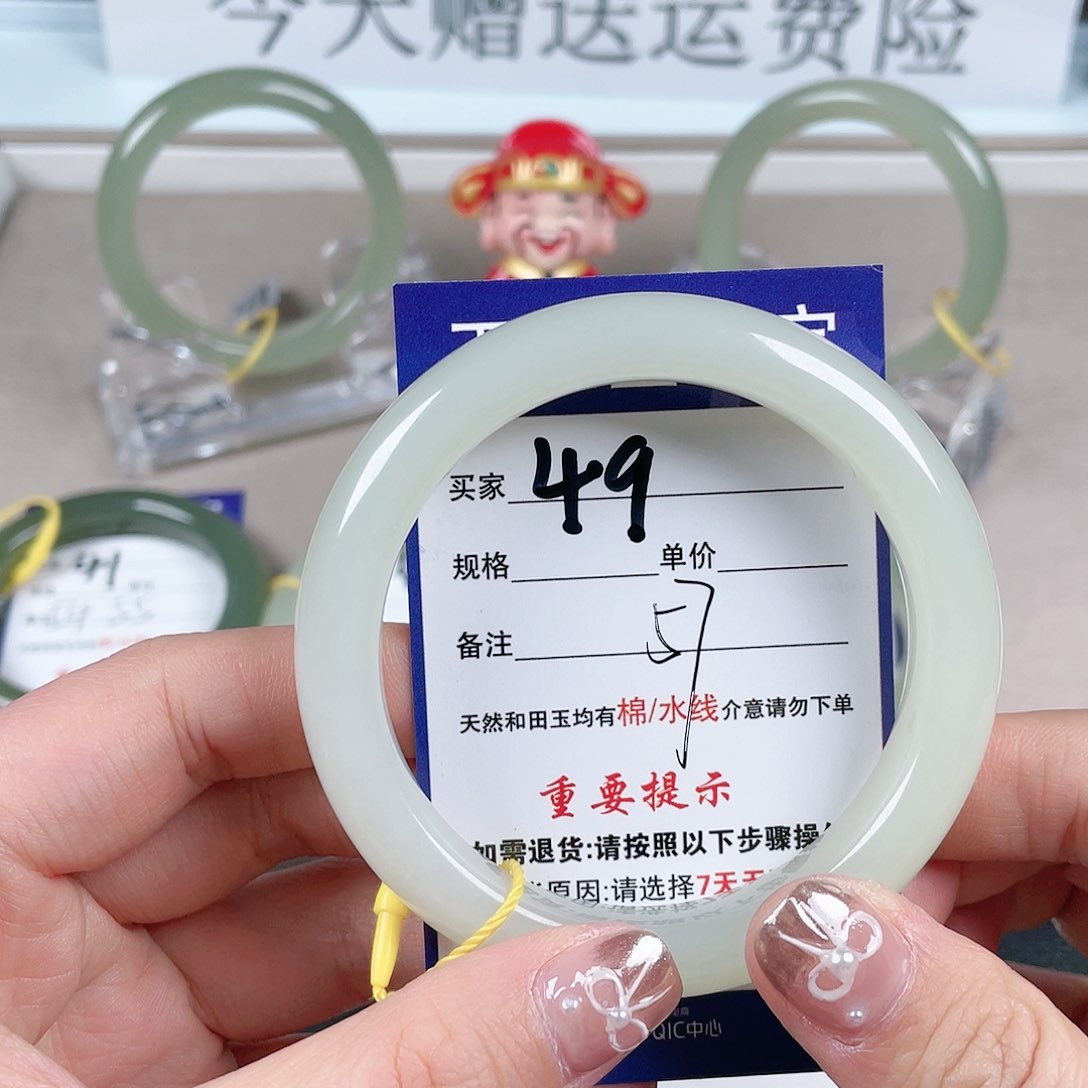 今天赠送运费险
买家 49
规格 单价
备注 57
天然和田玉均有棉/水线介意请勿下单
重要提示
如需退货:请按照以下步骤操
原因:请选择7天无
QIC中心